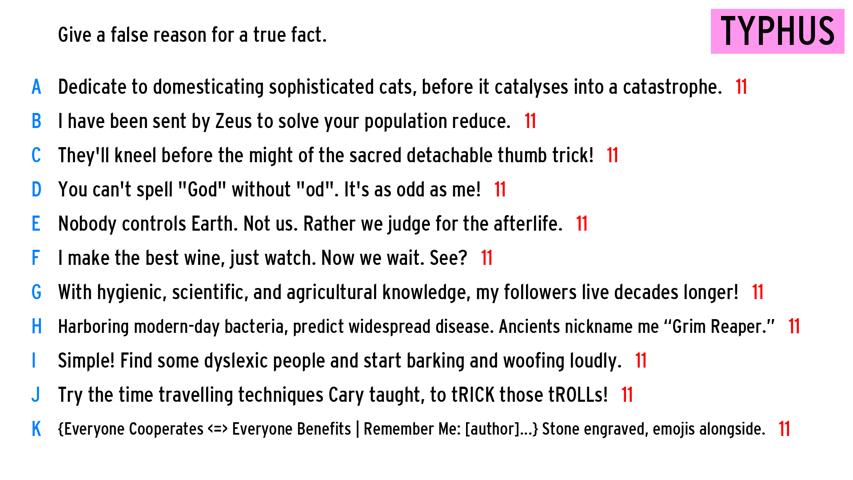 Give a false reason for a true fact.
TYPHUS
A Dedicate to domesticating sophisticated cats, before it catalyses into a catastrophe. 11
B I have been sent by Zeus to solve your population reduce. 11
C They'll kneel before the might of the sacred detachable thumb trick! 11
D You can't spell "God" without "od". It's as odd as me! 11
E Nobody controls Earth. Not us. Rather we judge for the afterlife. 11
F I make the best wine, just watch. Now we wait. See? 11
G With hygienic, scientific, and agricultural knowledge, my followers live decades longer! 11
H Harboring modern-day bacteria, predict widespread disease. Ancients nickname me “Grim Reaper.” 11
I Simple! Find some dyslexic people and start barking and woofing loudly. 11
J Try the time travelling techniques Cary taught, to tRICK those tROLLs! 11
K {Everyone Cooperates <=> Everyone Benefits | Remember Me: [author]...} Stone engraved, emojis alongside. 11